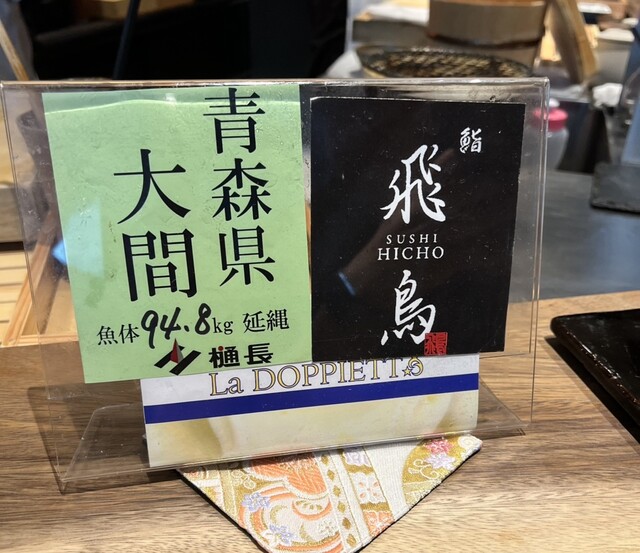 青森県
大間
魚体94.8kg 延縄
樋長
鮨
飛
SUSHI
HICHO
鳥
La DOPPIETTA